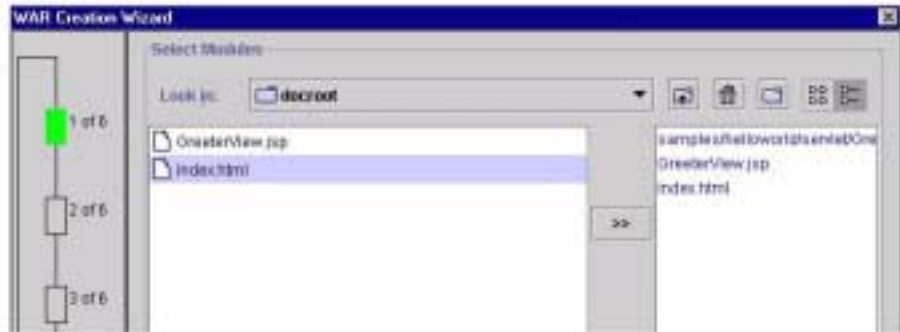 WAR Creation Wizard
Select Modules
Look in: docroot
1 of 6
GreeterView.jsp
index.html
samples/helloworld/servlet/Gre
GreeterView.jsp
index.html
2 of 6
>>
3 of 6